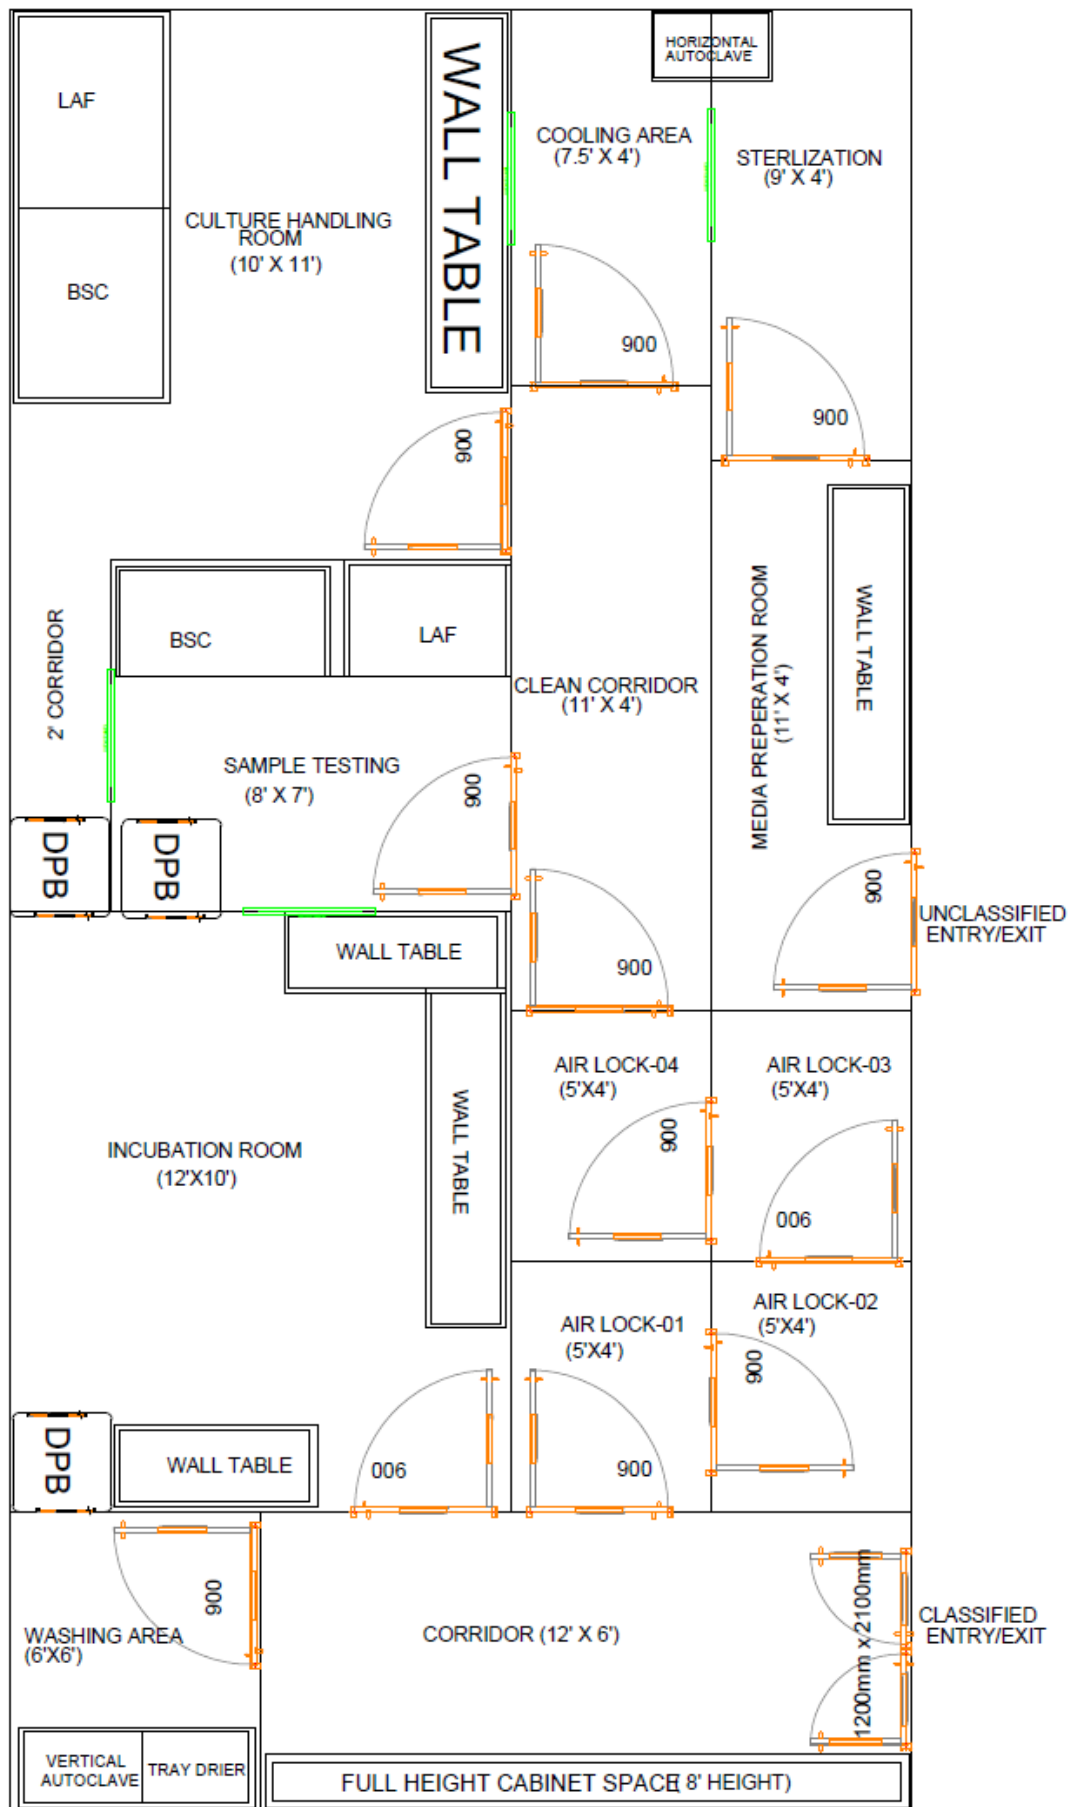 HORIZONTAL
AUTOCLAVE
LAF
WALL TABLE
COOLING AREA
(7.5' X 4')
STERLIZATION
(9' X 4')
CULTURE HANDLING
ROOM
(10' X 11')
BSC
900
900
900
BSC
LAF
2' CORRIDOR
CLEAN CORRIDOR
(11' X 4')
MEDIA PREPERATION ROOM
(11' X 4')
WALL TABLE
SAMPLE TESTING
(8' X 7')
900
DPB
DPB
900
UNCLASSIFIED
ENTRY/EXIT
WALL TABLE
900
AIR LOCK-04
(5'X4')
AIR LOCK-03
(5'X4')
900
WALL TABLE
INCUBATION ROOM
(12'X10')
900
AIR LOCK-01
(5'X4')
AIR LOCK-02
(5'X4')
900
DPB
WALL TABLE
900
900
900
1200mm x 2100mm
WASHING AREA
(6'X6')
CORRIDOR (12' X 6')
CLASSIFIED
ENTRY/EXIT
VERTICAL
AUTOCLAVE
TRAY DRIER
FULL HEIGHT CABINET SPACE( 8' HEIGHT)